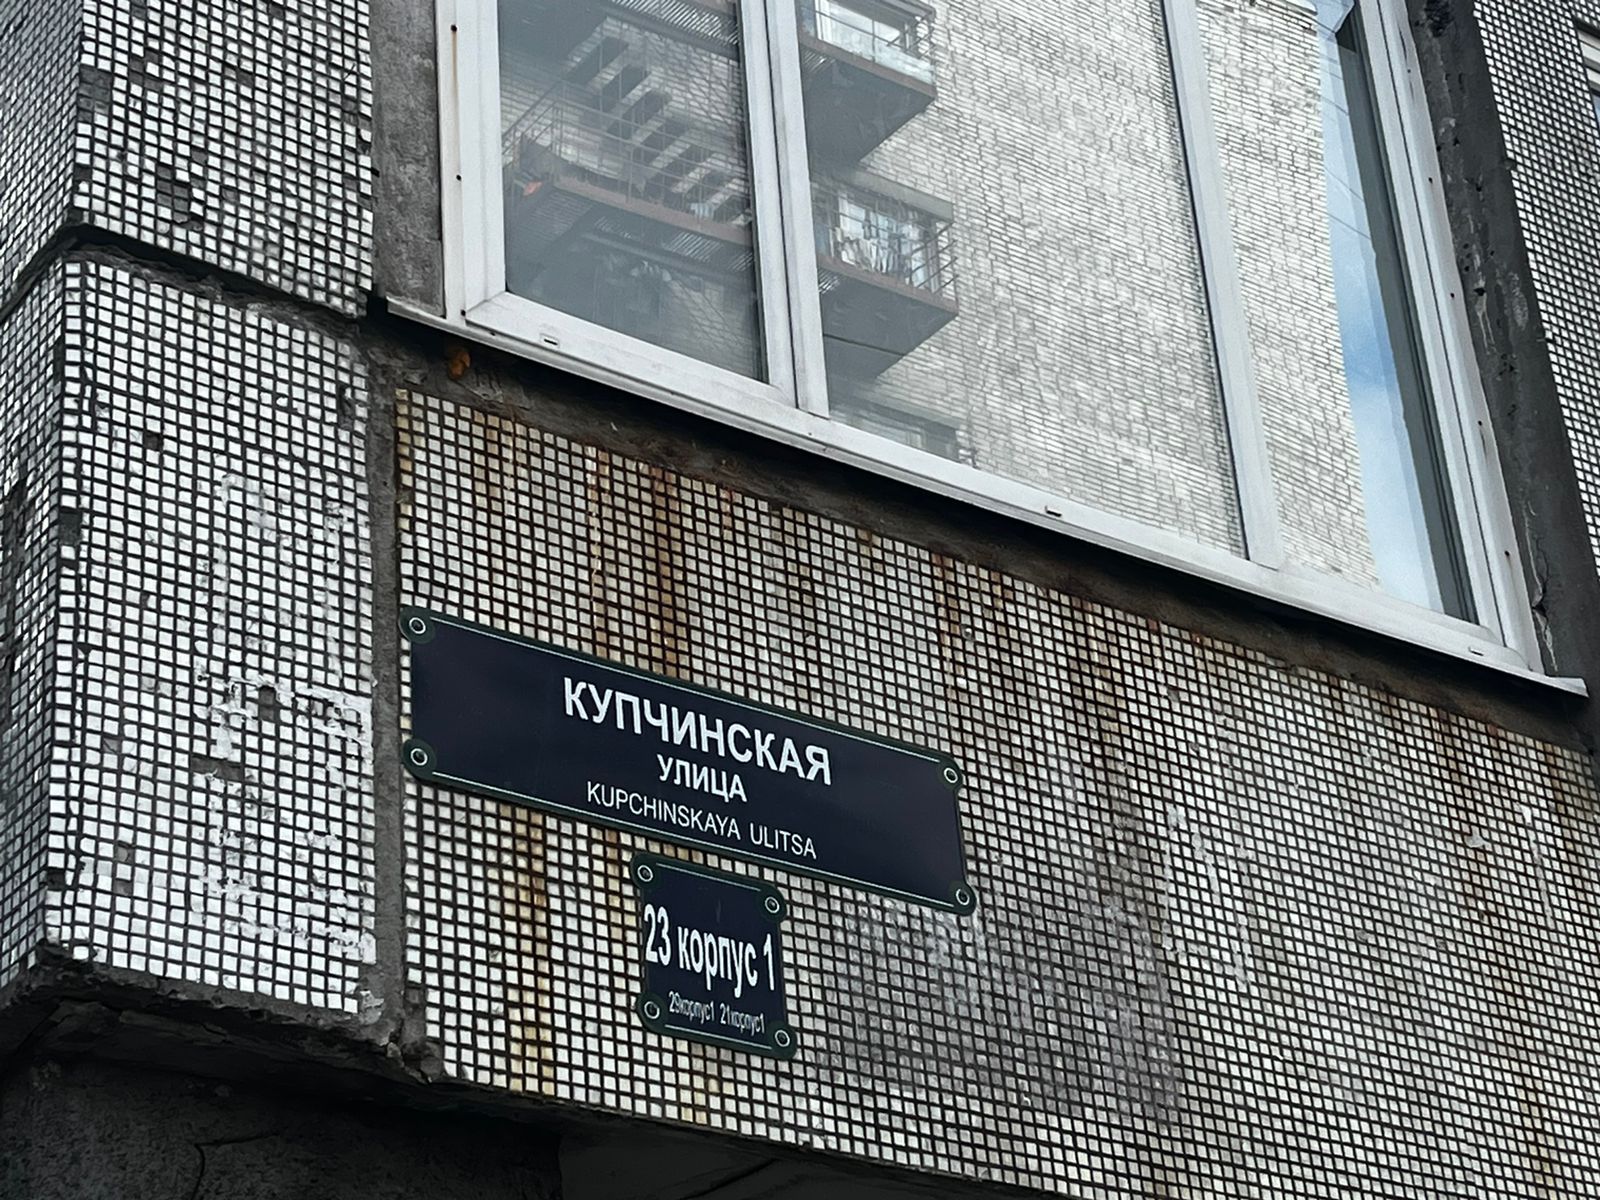 КУПЧИНСКАЯ
УЛИЦА
KUPCHINSKAYA ULITSA
23 корпус 1
29корпус1 21корпус1